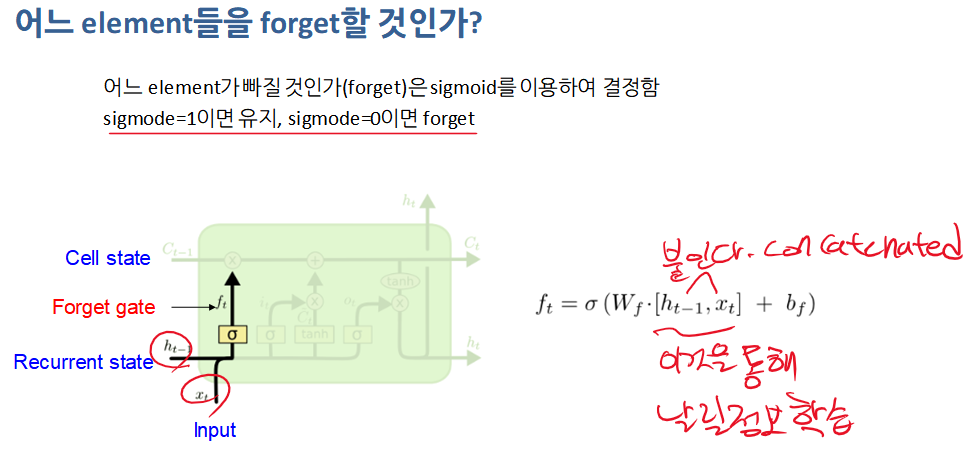 어느 element들을 forget할 것인가?
어느 element가 빠질 것인가(forget)은 sigmoid를 이용하여 결정함
sigmode=1이면 유지, sigmode=0이면 forget
h_t
Cell state
C_{t-1}
C_t
붙인다. concatenated
Forget gate
f_t
i_t
o_t
tanh
f_t = σ(W_f·[h_{t-1}, x_t] + b_f)
σ σ tanh σ
Recurrent state
h_{t-1}
h_t
이것을 통해
x_t
날릴정보 학습
Input